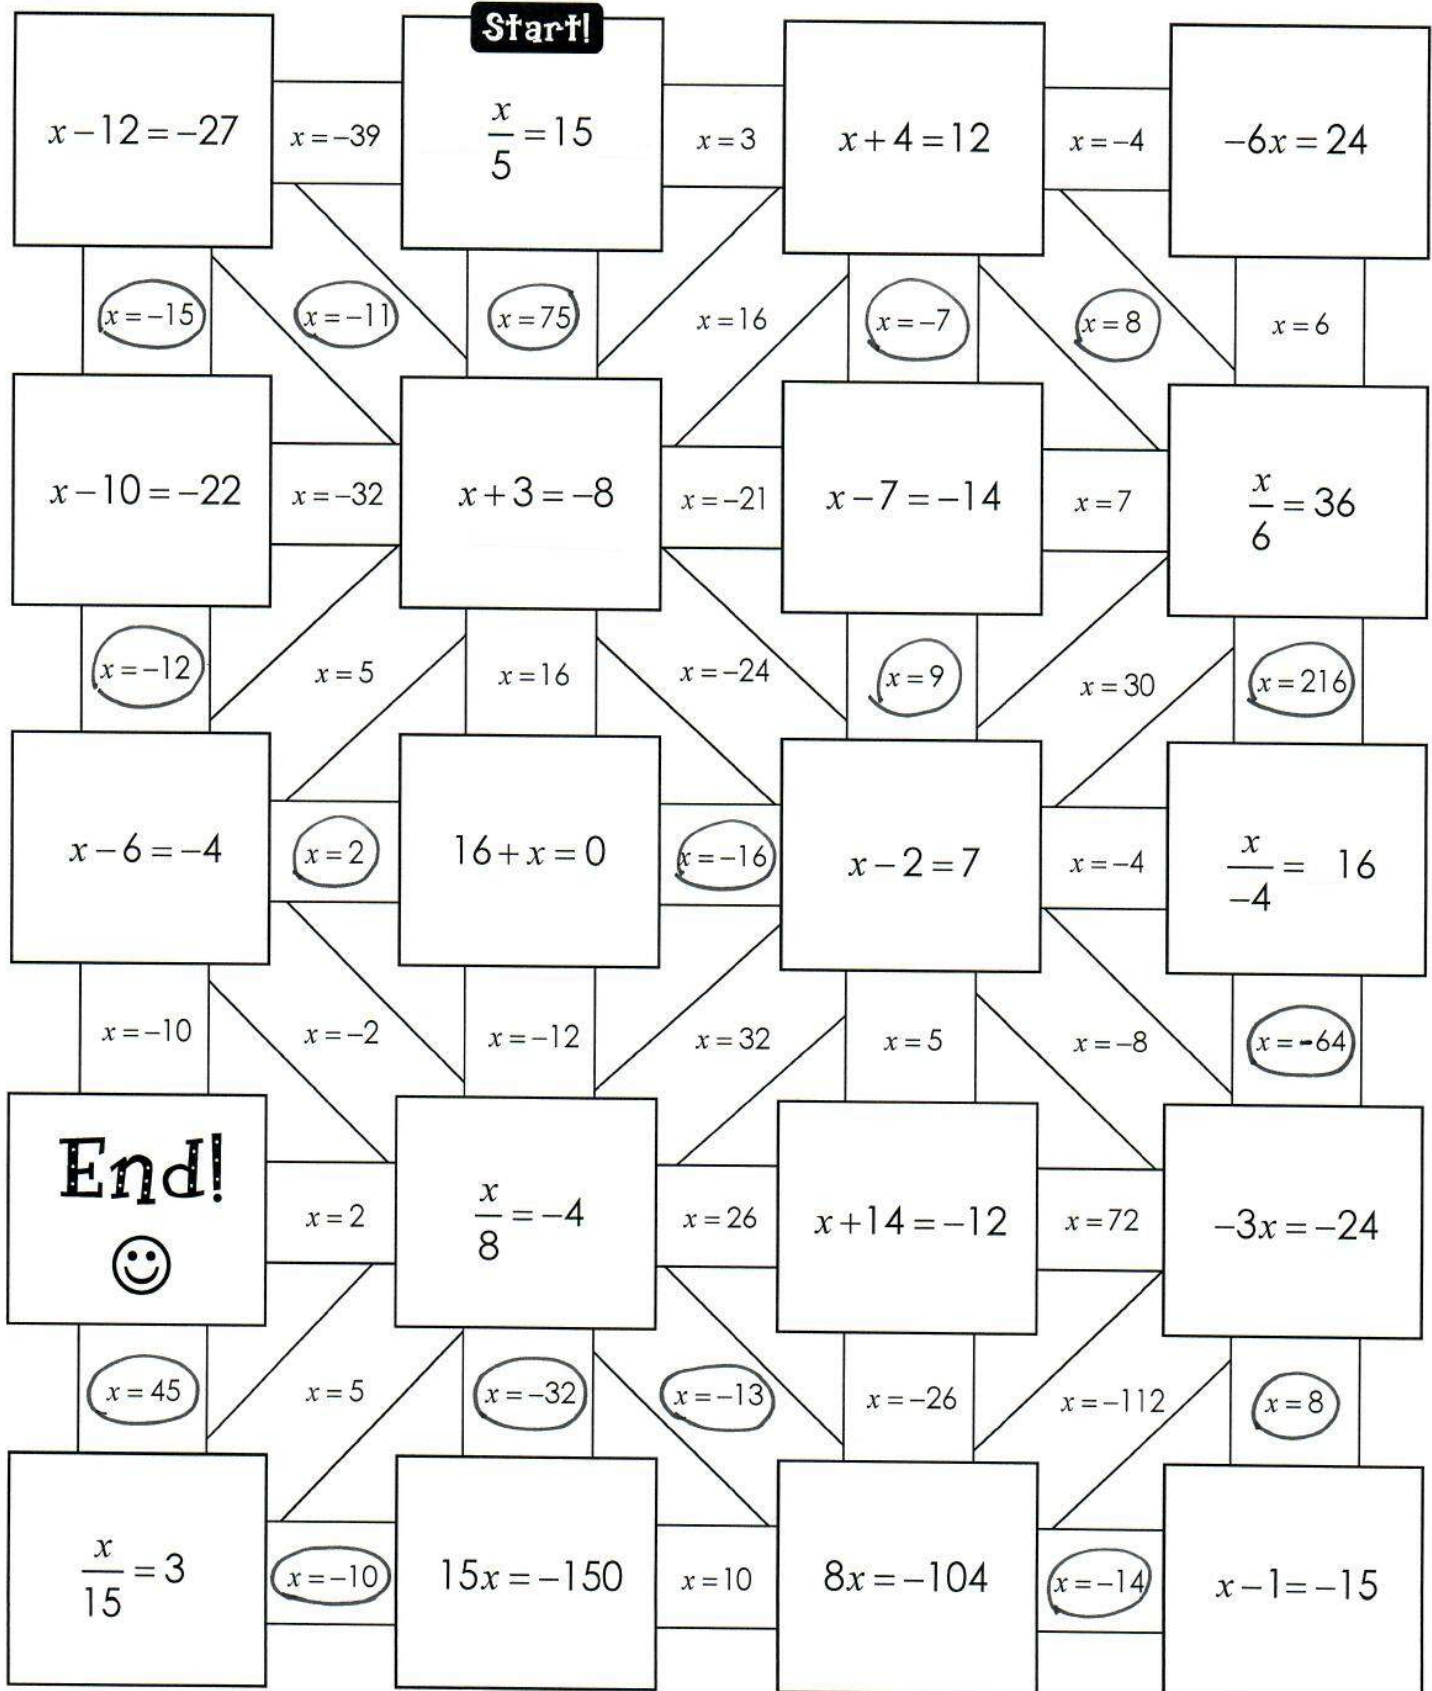 Start!
x − 12 = −27
x = −39
x/5 = 15
x = 3
x + 4 = 12
x = −4
−6x = 24
x = −15
x = −11
x = 75
x = 16
x = −7
x = 8
x = 6
x − 10 = −22
x = −32
x + 3 = −8
x = −21
x − 7 = −14
x = 7
x/6 = 36
x = −12
x = 5
x = 16
x = −24
x = 9
x = 30
x = 216
x − 6 = −4
x = 2
16 + x = 0
x = −16
x − 2 = 7
x = −4
x/−4 = 16
x = −10
x = −2
x = −12
x = 32
x = 5
x = −8
x = −64
End!
x = 2
x/8 = −4
x = 26
x + 14 = −12
x = 72
−3x = −24
x = 45
x = 5
x = −32
x = −13
x = −26
x = −112
x = 8
x/15 = 3
x = −10
15x = −150
x = 10
8x = −104
x = −14
x − 1 = −15